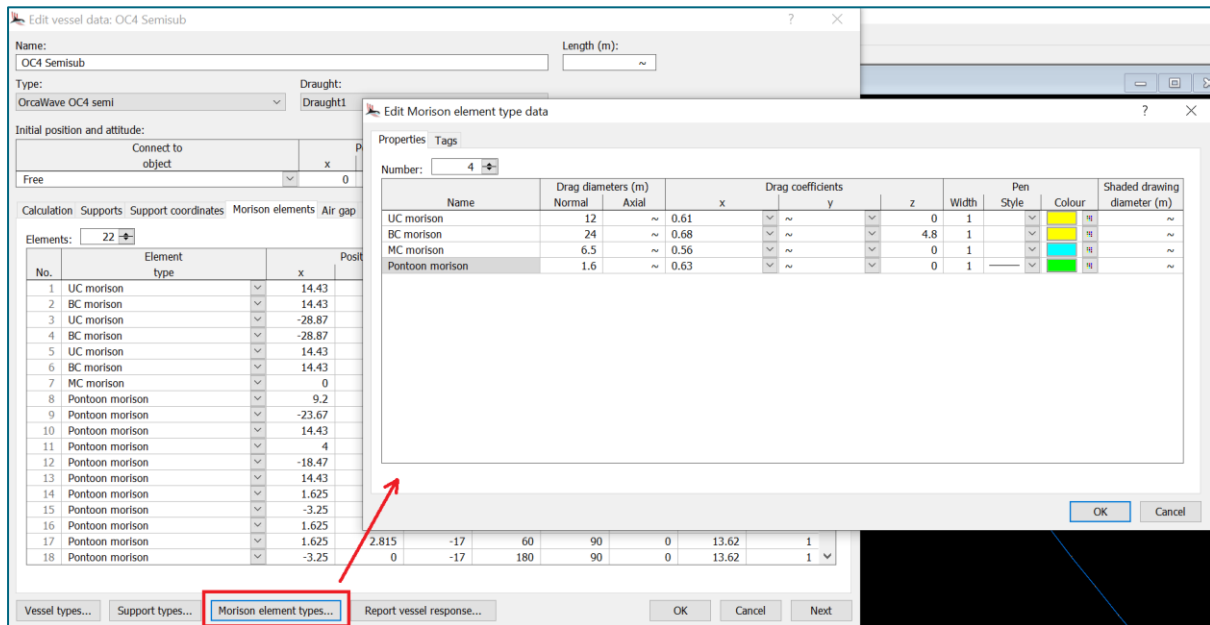 Edit vessel data: OC4 Semisub ? ×
Name: Length (m):
OC4 Semisub ~
Type: Draught:
OrcaWave OC4 semi Draught1
Initial position and attitude:
Connect to
object x
Free 0
Calculation Supports Support coordinates Morison elements Air gap
Elements: 22
Element Posit
No. type x
1 UC morison 14.43
2 BC morison 14.43
3 UC morison -28.87
4 BC morison -28.87
5 UC morison 14.43
6 BC morison 14.43
7 MC morison 0
8 Pontoon morison 9.2
9 Pontoon morison -23.67
10 Pontoon morison 14.43
11 Pontoon morison 4
12 Pontoon morison -18.47
13 Pontoon morison 14.43
14 Pontoon morison 1.625
15 Pontoon morison -3.25
16 Pontoon morison 1.625
17 Pontoon morison 1.625 2.815 -17 60 90 0 13.62 1
18 Pontoon morison -3.25 0 -17 180 90 0 13.62 1
Vessel types... Support types... Morison element types... Report vessel response... OK Cancel Next
Edit Morison element type data ? ×
Properties Tags
Number: 4
Drag diameters (m) Drag coefficients Pen Shaded drawing
Name Normal Axial x y z Width Style Colour diameter (m)
UC morison 12 ~ 0.61 ~ 0 1 ~
BC morison 24 ~ 0.68 ~ 4.8 1 ~
MC morison 6.5 ~ 0.56 ~ 0 1 ~
Pontoon morison 1.6 ~ 0.63 ~ 0 1 ~
OK Cancel